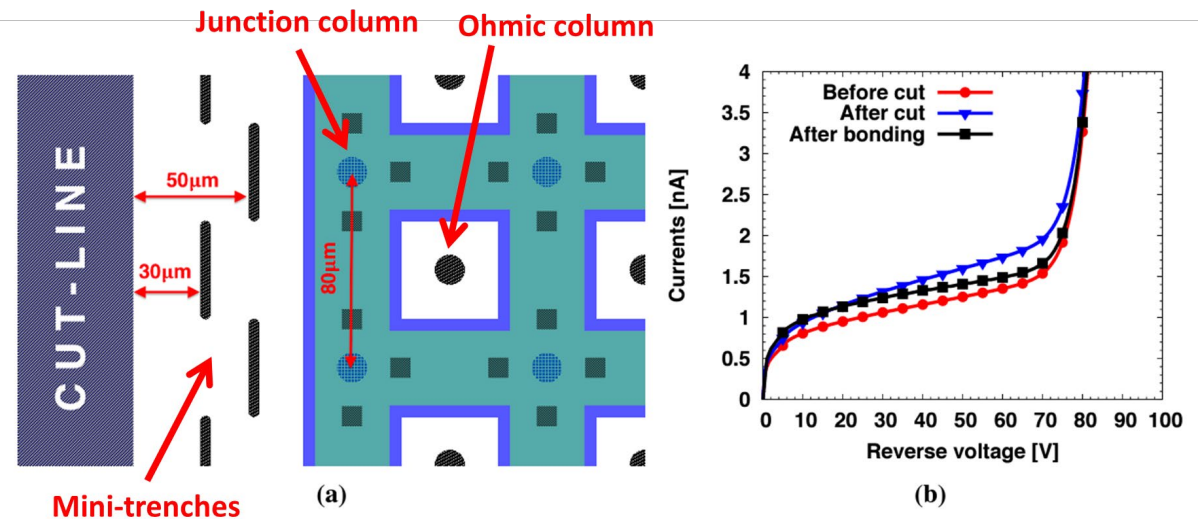 Junction column
Ohmic column
CUT-LINE
50μm
30μm
80μm
Mini-trenches
(a)
Before cut
After cut
After bonding
Currents [nA]
4
3.5
3
2.5
2
1.5
1
0.5
0
0 10 20 30 40 50 60 70 80 90 100
Reverse voltage [V]
(b)